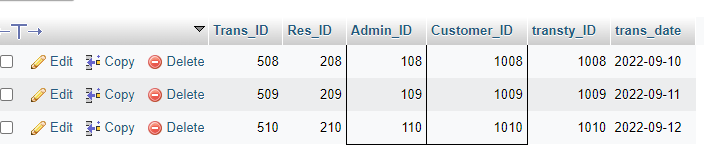 Trans_ID Res_ID Admin_ID Customer_ID transty_ID trans_date
Edit Copy Delete 508 208 108 1008 1008 2022-09-10
Edit Copy Delete 509 209 109 1009 1009 2022-09-11
Edit Copy Delete 510 210 110 1010 1010 2022-09-12